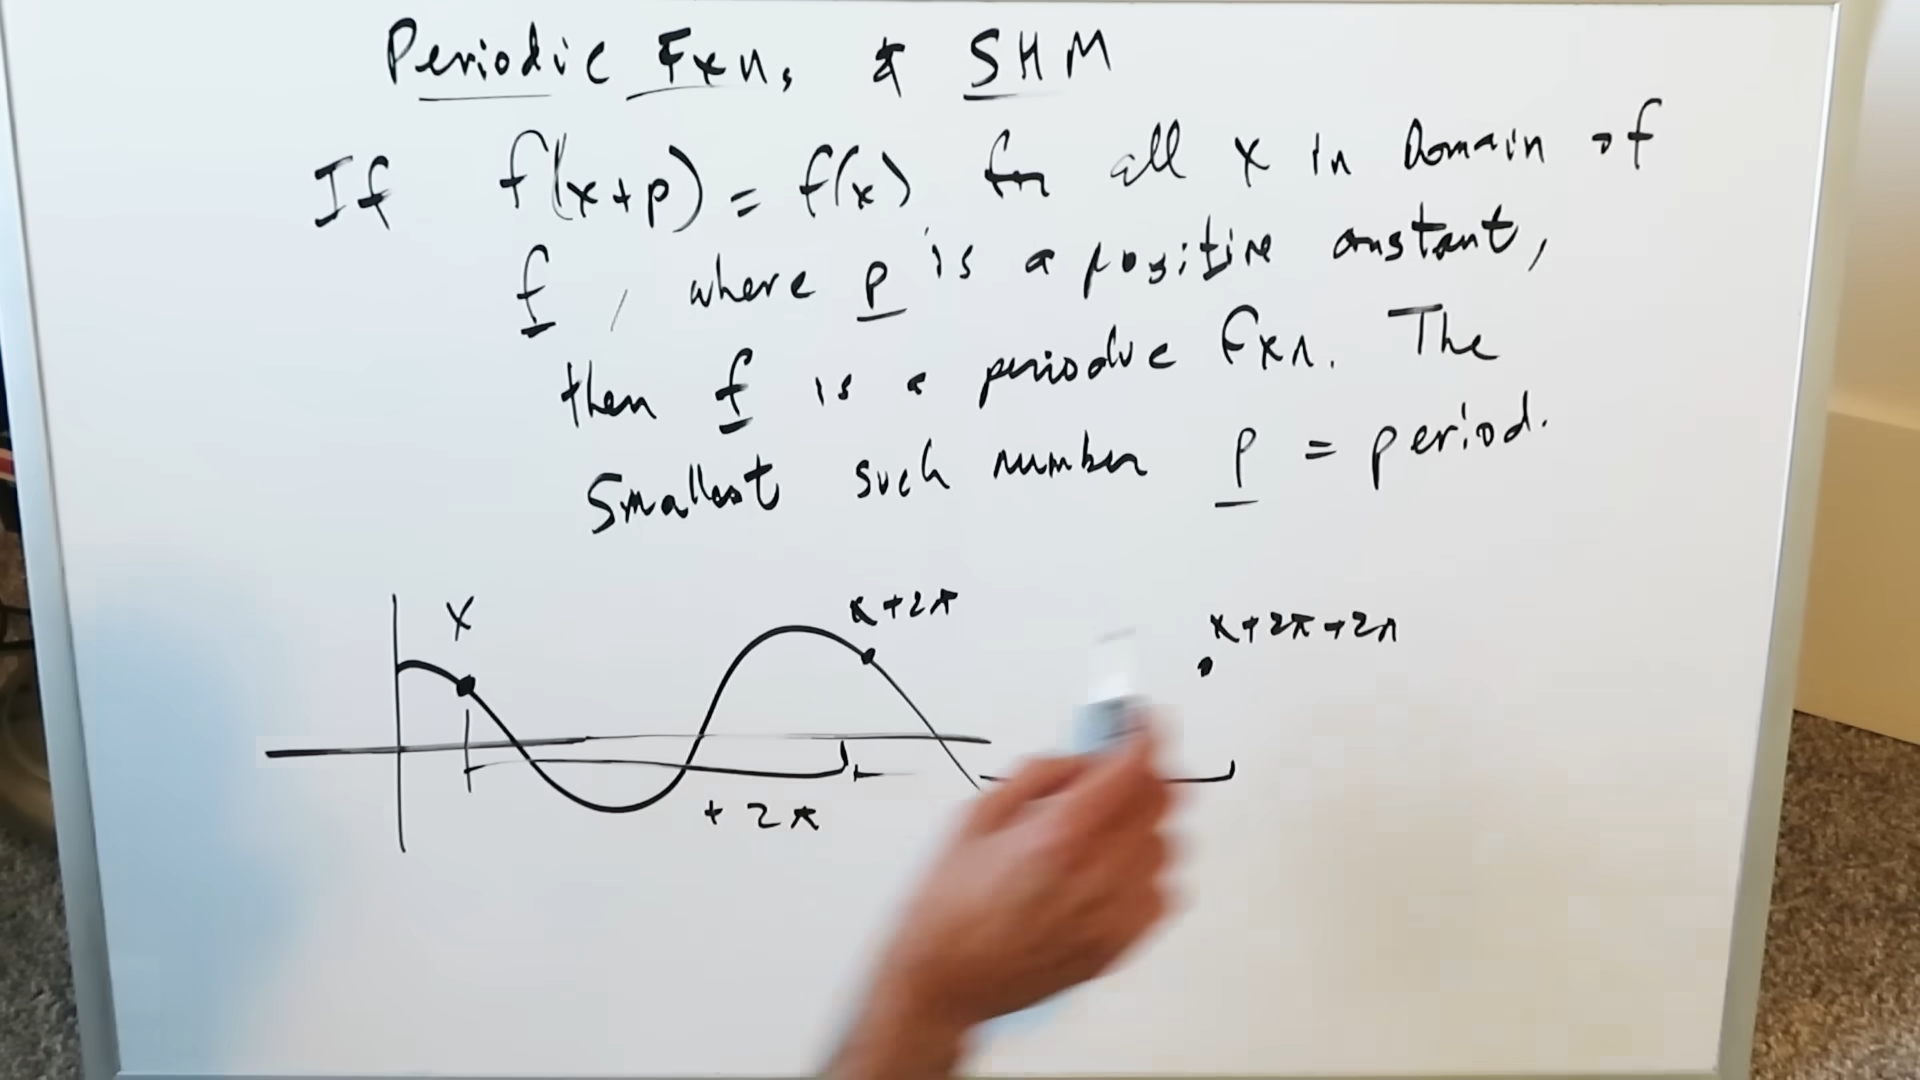 Periodic Fxns & SHM
If f(x+p) = f(x) for all x in Domain of
f, where p is a positive constant,
then f is a periodic Fxn. The
Smallest such number p = period.
x
x+2π
x+2π+2π
+2π